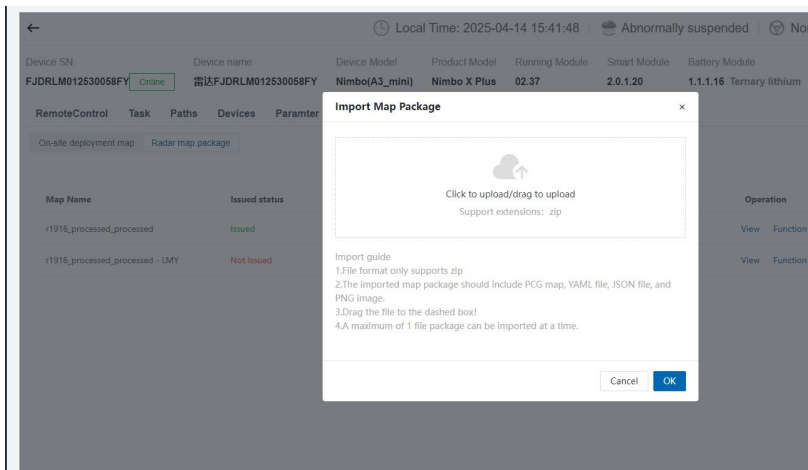 Local Time: 2025-04-14 15:41:48 Abnormally suspended
Device SN Device name Device Model Product Model Running Module Smart Module Battery Module
FJDRLM012530058FY Online 雷达FJDRLM012530058FY Nimbo(A3_mini) Nimbo X Plus 02.37 2.0.1.20 1.1.1.16 Ternary lithium
RemoteControl Task Paths Devices Paramter
Import Map Package ×
On-site deployment map Radar map package
Click to upload/drag to upload
Support extensions: zip
Map Name Issued status Operation
r1916_processed_processed Issued View Function
r1916_processed_processed - LMY Not Issued View Function
Import guide
1.File format only supports zip
2.The imported map package should include PCG map, YAML file, JSON file, and
PNG image.
3.Drag the file to the dashed box!
4.A maximum of 1 file package can be imported at a time.
Cancel OK